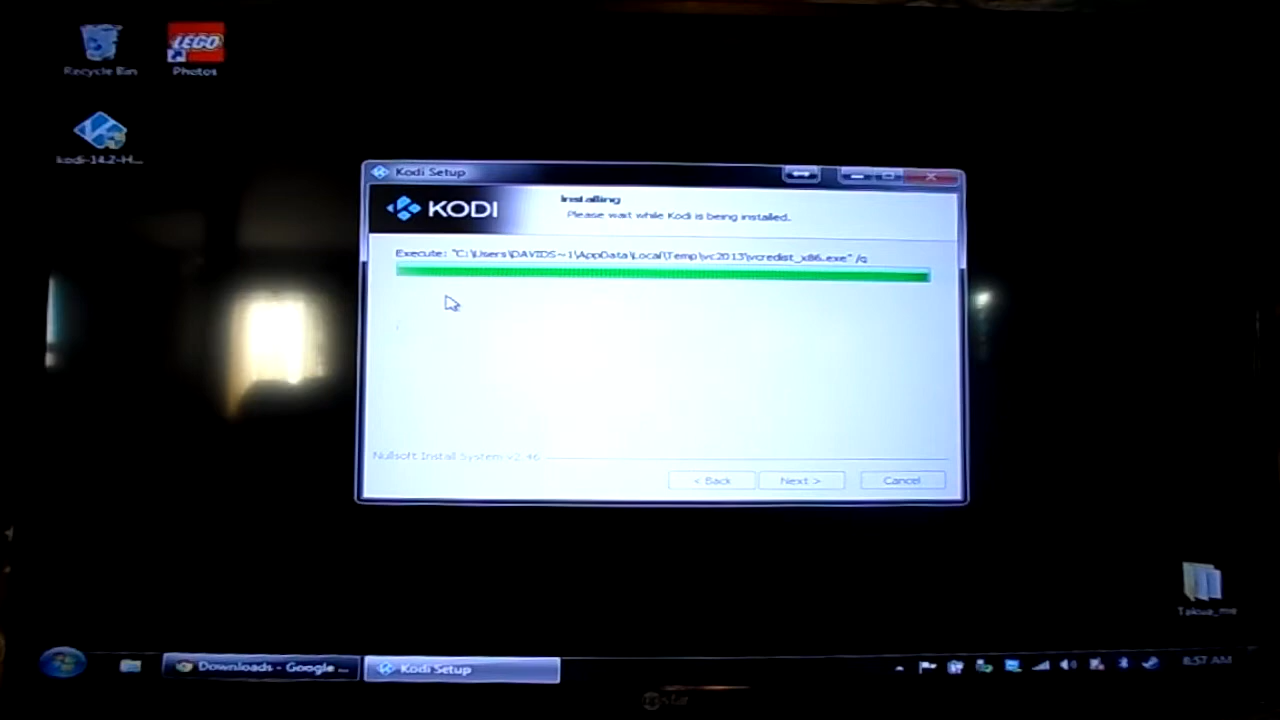 Recycle Bin
LEGO
Photos
kodi-14.2-H...
Kodi Setup
KODI
Installing
Please wait while Kodi is being installed.
Execute: "C:\Users\DAVIDS~1\AppData\Local\Temp\vc2013\vcredist_x86.exe" /q
Nullsoft Install System v2.46
< Back
Next >
Cancel
Downloads - Google ...
Kodi Setup
8:57 AM